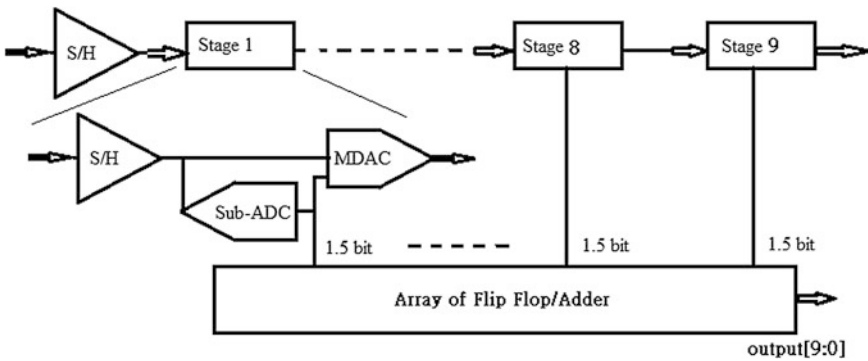 S/H
Stage 1
Stage 8
Stage 9
S/H
MDAC
Sub-ADC
1.5 bit
1.5 bit
1.5 bit
Array of Flip Flop/Adder
output[9:0]